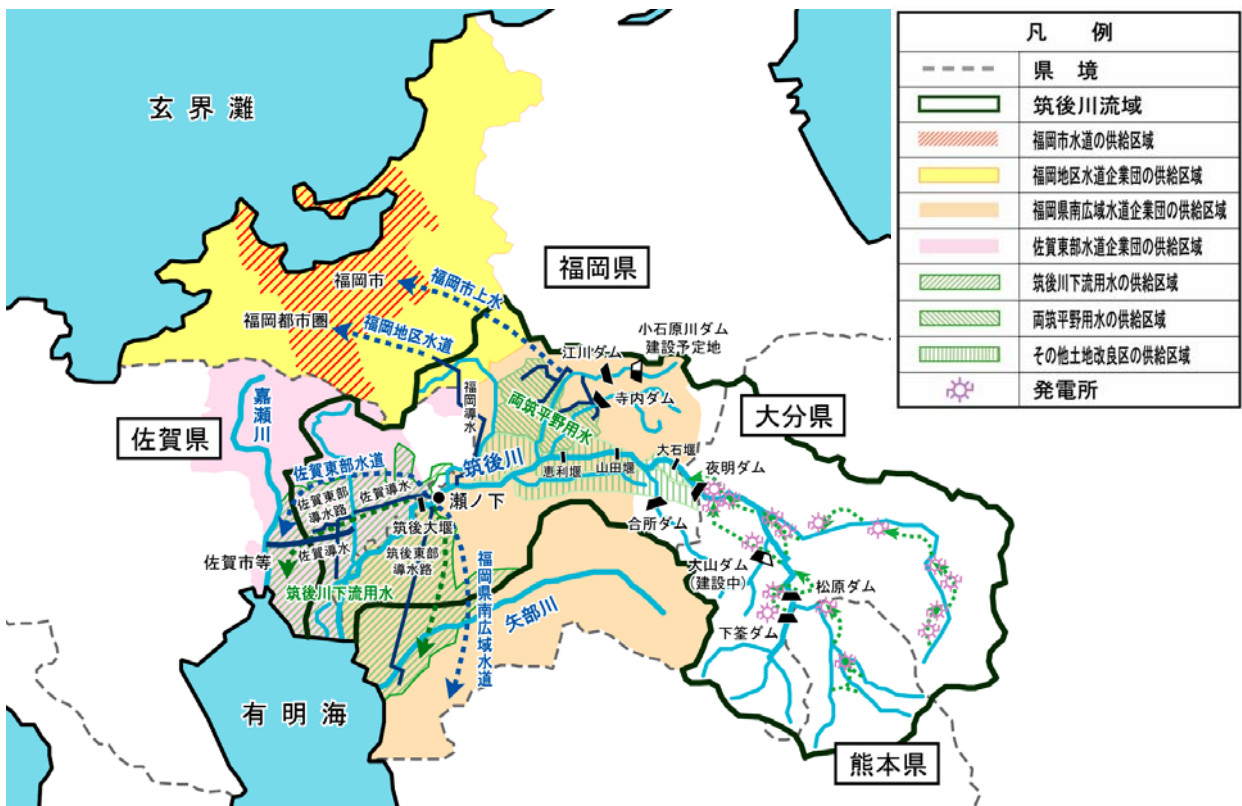 玄界灘
福岡県
福岡市
福岡市上水
福岡都市圏
福岡地区水道
小石原川ダム
建設予定地
江川ダム
寺内ダム
福岡導水
両筑平野用水
大分県
嘉瀬川
佐賀県
佐賀東部水道
筑後川
恵利堰
山田堰
大石堰
夜明ダム
佐賀東部
導水路
佐賀導水
瀬ノ下
筑後大堰
合所ダム
佐賀市等
佐賀導水
筑後東部
導水路
大山ダム
(建設中)
松原ダム
筑後川下流用水
福岡県南広域水道
矢部川
下筌ダム
有明海
熊本県
凡例
県境
筑後川流域
福岡市水道の供給区域
福岡地区水道企業団の供給区域
福岡県南広域水道企業団の供給区域
佐賀東部水道企業団の供給区域
筑後川下流用水の供給区域
両筑平野用水の供給区域
その他土地改良区の供給区域
発電所